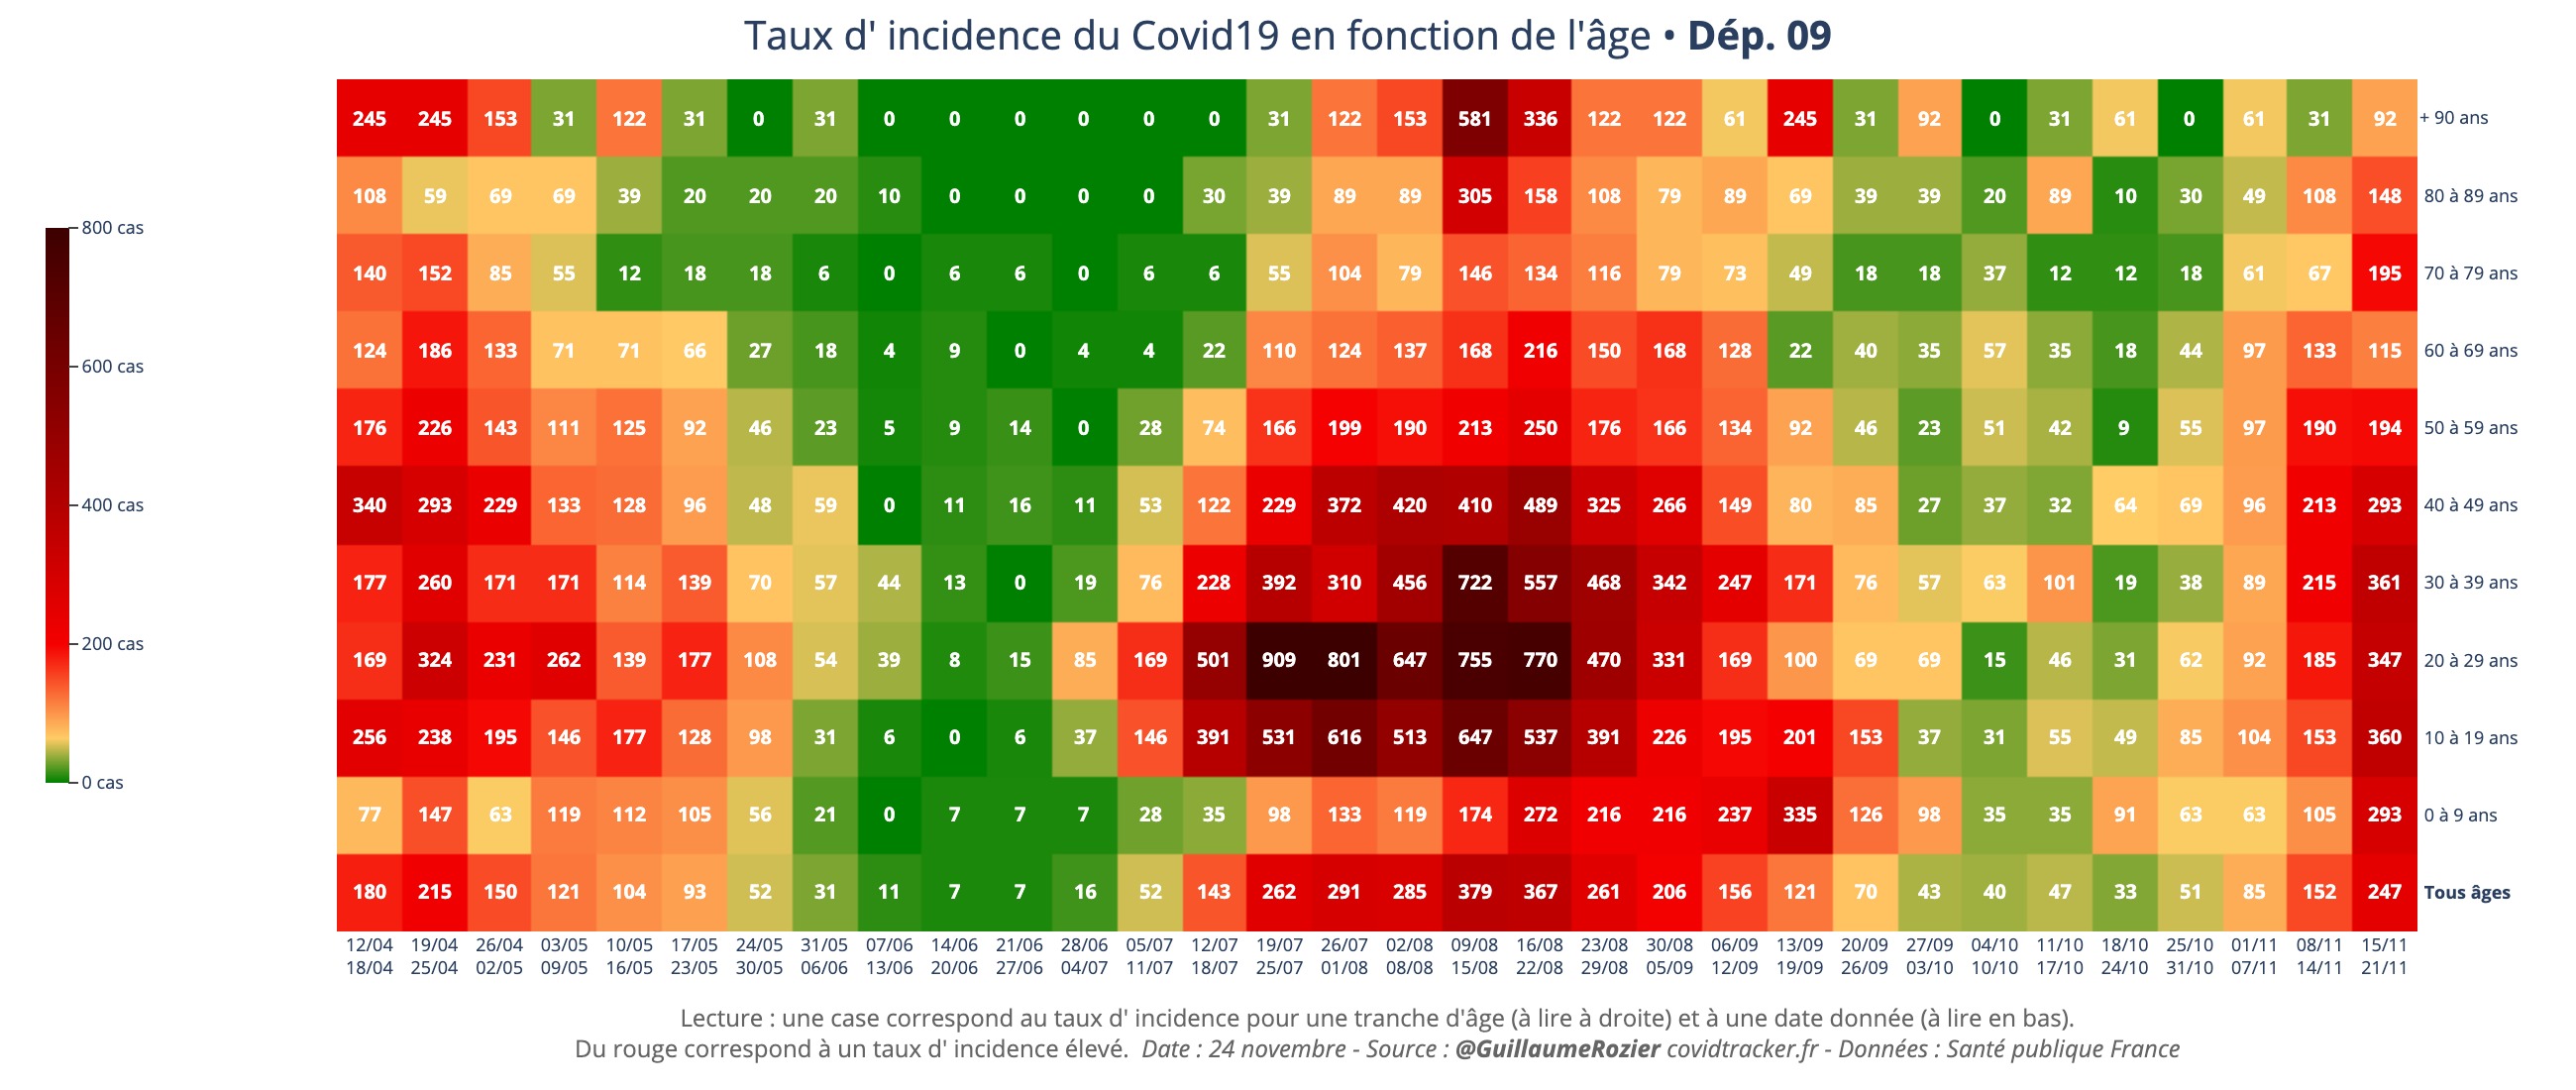 Taux d' incidence du Covid19 en fonction de l'âge • Dép. 09
800 cas
600 cas
400 cas
200 cas
0 cas
245 245 153 31 122 31 0 31 0 0 0 0 0 0 31 122 153 581 336 122 122 61 245 31 92 0 31 61 0 61 31 92 + 90 ans
108 59 69 69 39 20 20 20 10 0 0 0 0 30 39 89 89 305 158 108 79 89 69 39 39 20 89 10 30 49 108 148 80 à 89 ans
140 152 85 55 12 18 18 6 0 6 6 0 6 6 55 104 79 146 134 116 79 73 49 18 18 37 12 12 18 61 67 195 70 à 79 ans
124 186 133 71 71 66 27 18 4 9 0 4 4 22 110 124 137 168 216 150 168 128 22 40 35 57 35 18 44 97 133 115 60 à 69 ans
176 226 143 111 125 92 46 23 5 9 14 0 28 74 166 199 190 213 250 176 166 134 92 46 23 51 42 9 55 97 190 194 50 à 59 ans
340 293 229 133 128 96 48 59 0 11 16 11 53 122 229 372 420 410 489 325 266 149 80 85 27 37 32 64 69 96 213 293 40 à 49 ans
177 260 171 171 114 139 70 57 44 13 0 19 76 228 392 310 456 722 557 468 342 247 171 76 57 63 101 19 38 89 215 361 30 à 39 ans
169 324 231 262 139 177 108 54 39 8 15 85 169 501 909 801 647 755 770 470 331 169 100 69 69 15 46 31 62 92 185 347 20 à 29 ans
256 238 195 146 177 128 98 31 6 0 6 37 146 391 531 616 513 647 537 391 226 195 201 153 37 31 55 49 85 104 153 360 10 à 19 ans
77 147 63 119 112 105 56 21 0 7 7 7 28 35 98 133 119 174 272 216 216 237 335 126 98 35 35 91 63 63 105 293 0 à 9 ans
180 215 150 121 104 93 52 31 11 7 7 16 52 143 262 291 285 379 367 261 206 156 121 70 43 40 47 33 51 85 152 247 Tous âges
12/04 19/04 26/04 03/05 10/05 17/05 24/05 31/05 07/06 14/06 21/06 28/06 05/07 12/07 19/07 26/07 02/08 09/08 16/08 23/08 30/08 06/09 13/09 20/09 27/09 04/10 11/10 18/10 25/10 01/11 08/11 15/11
18/04 25/04 02/05 09/05 16/05 23/05 30/05 06/06 13/06 20/06 27/06 04/07 11/07 18/07 25/07 01/08 08/08 15/08 22/08 29/08 05/09 12/09 19/09 26/09 03/10 10/10 17/10 24/10 31/10 07/11 14/11 21/11
Lecture : une case correspond au taux d' incidence pour une tranche d'âge (à lire à droite) et à une date donnée (à lire en bas).
Du rouge correspond à un taux d' incidence élevé. Date : 24 novembre - Source : @GuillaumeRozier covidtracker.fr - Données : Santé publique France